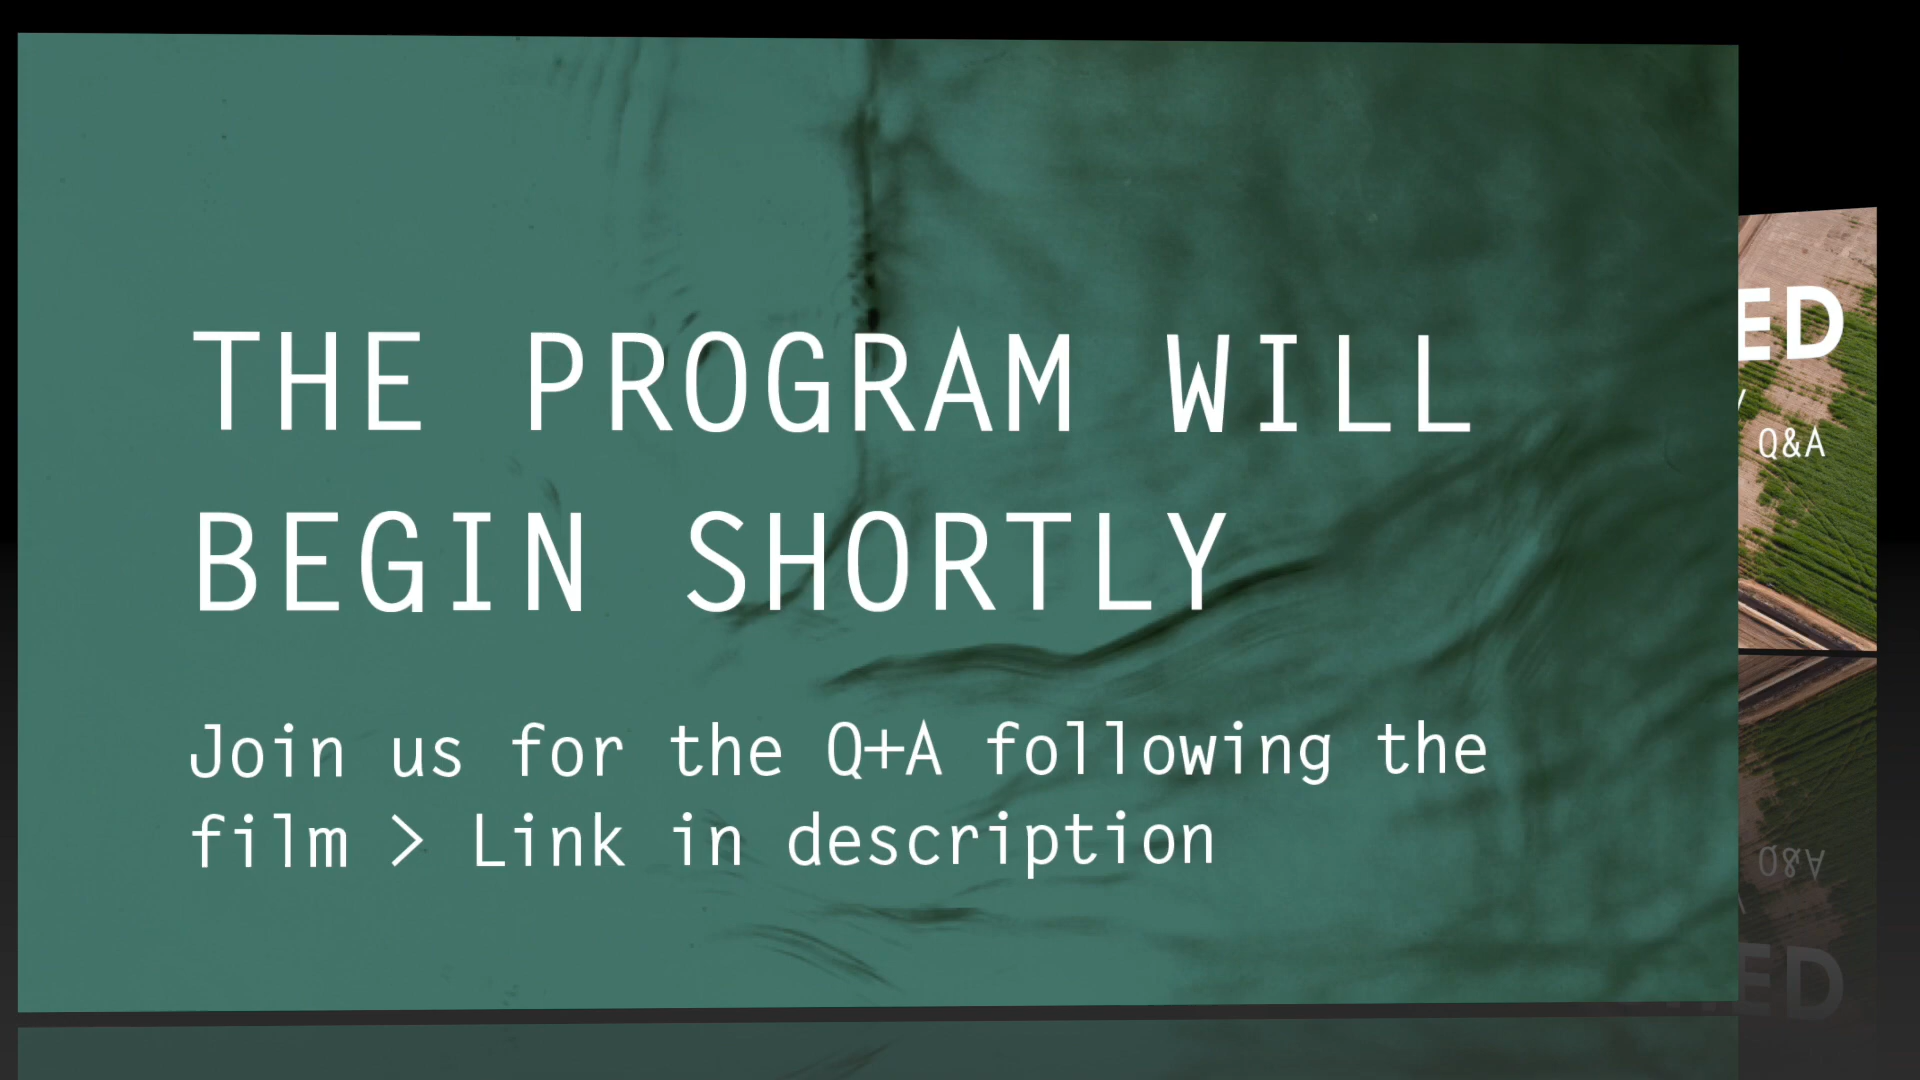 THE PROGRAM WILL
BEGIN SHORTLY
Join us for the Q+A following the
film > Link in description
ED
Q&A